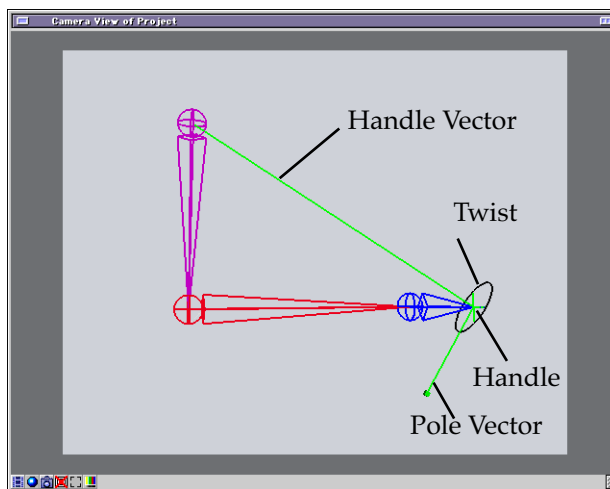 Camera View of Project
Handle Vector
Twist
Handle
Pole Vector